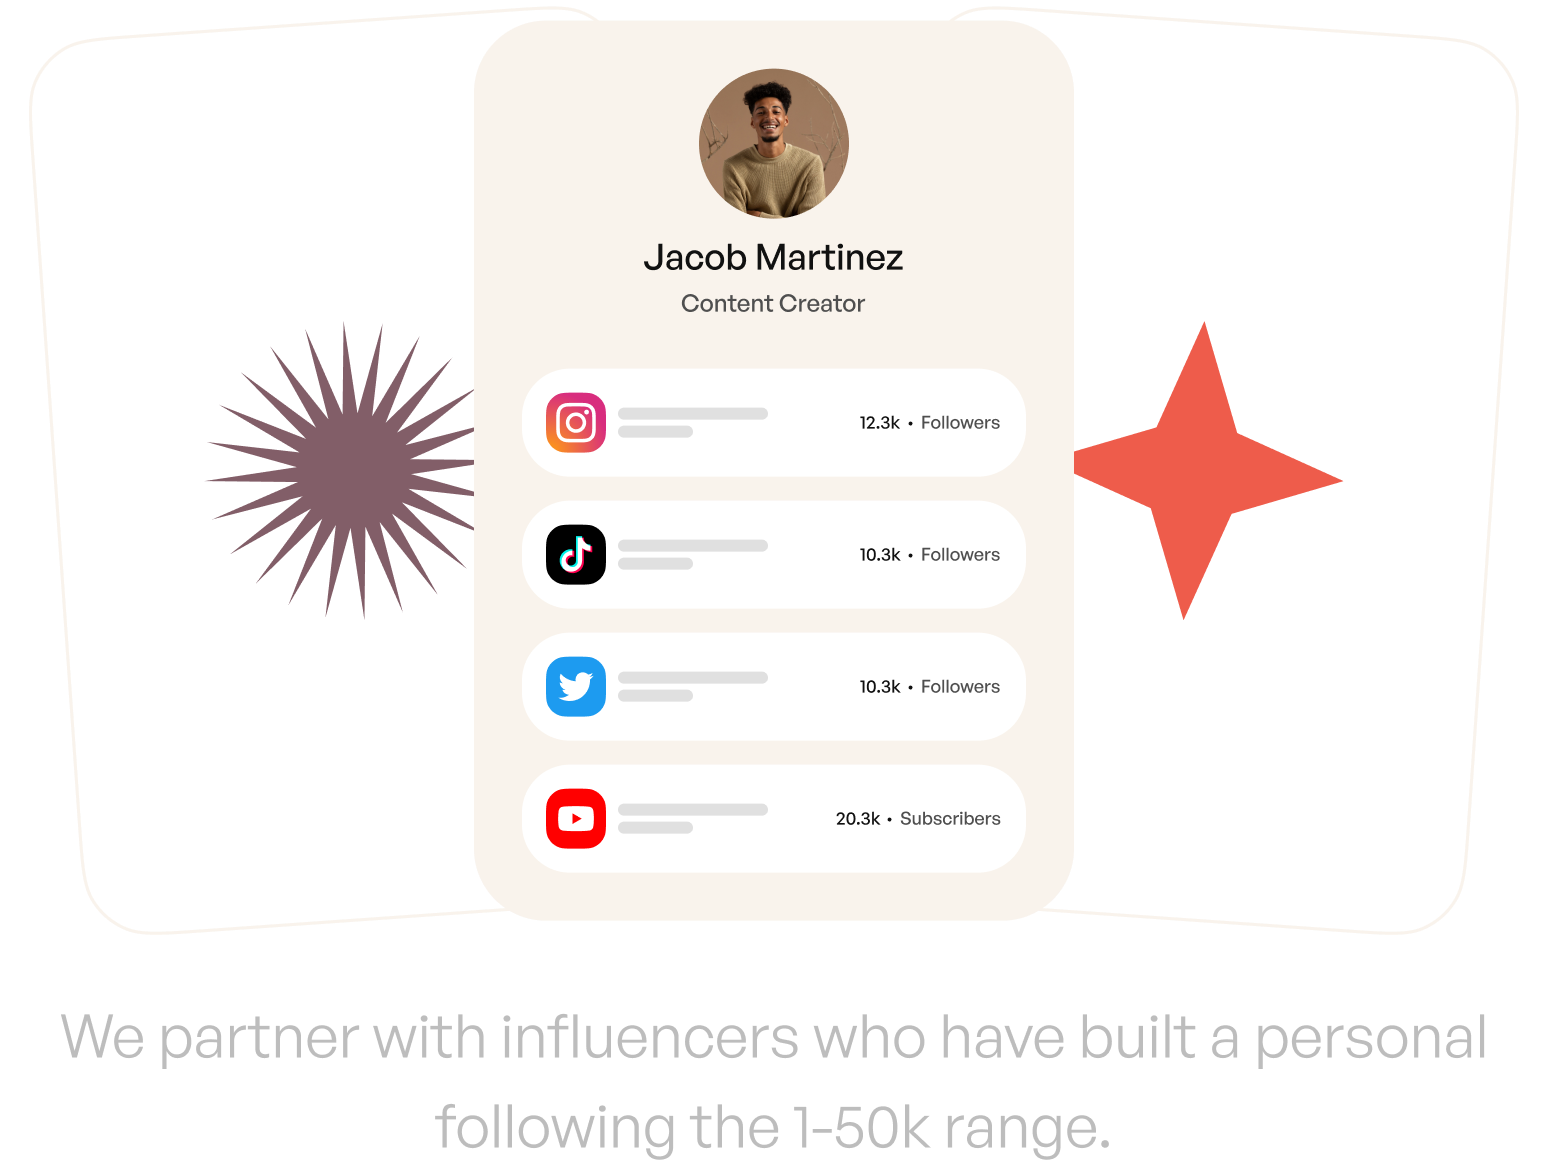 Jacob Martinez
Content Creator
12.3k • Followers
10.3k • Followers
10.3k • Followers
20.3k • Subscribers
We partner with influencers who have built a personal
following the 1-50k range.